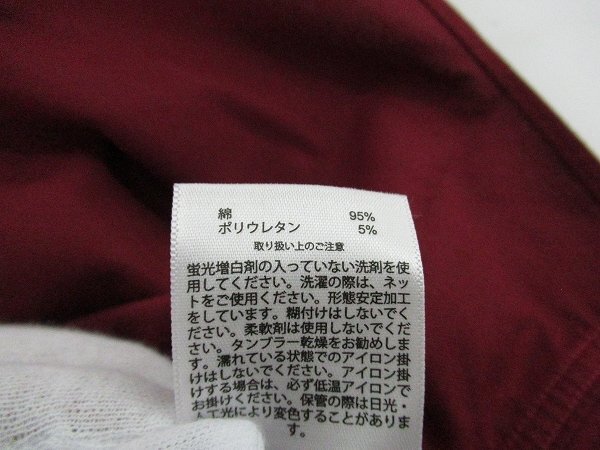 綿 95%
ポリウレタン 5%
取り扱い上のご注意
蛍光増白剤の入っていない洗剤を使
用してください。洗濯の際は、ネッ
トをご使用ください。形態安定加工
をしています。糊付けはしないでく
ださい。柔軟剤は使用しないでくだ
さい。タンブラー乾燥をお勧めしま
す。濡れている状態でのアイロン掛
けはしないでください。アイロン掛
けする場合は、必ず低温アイロンで
お掛けください。保管の際は日光・
人工光により変色することがありま
す。